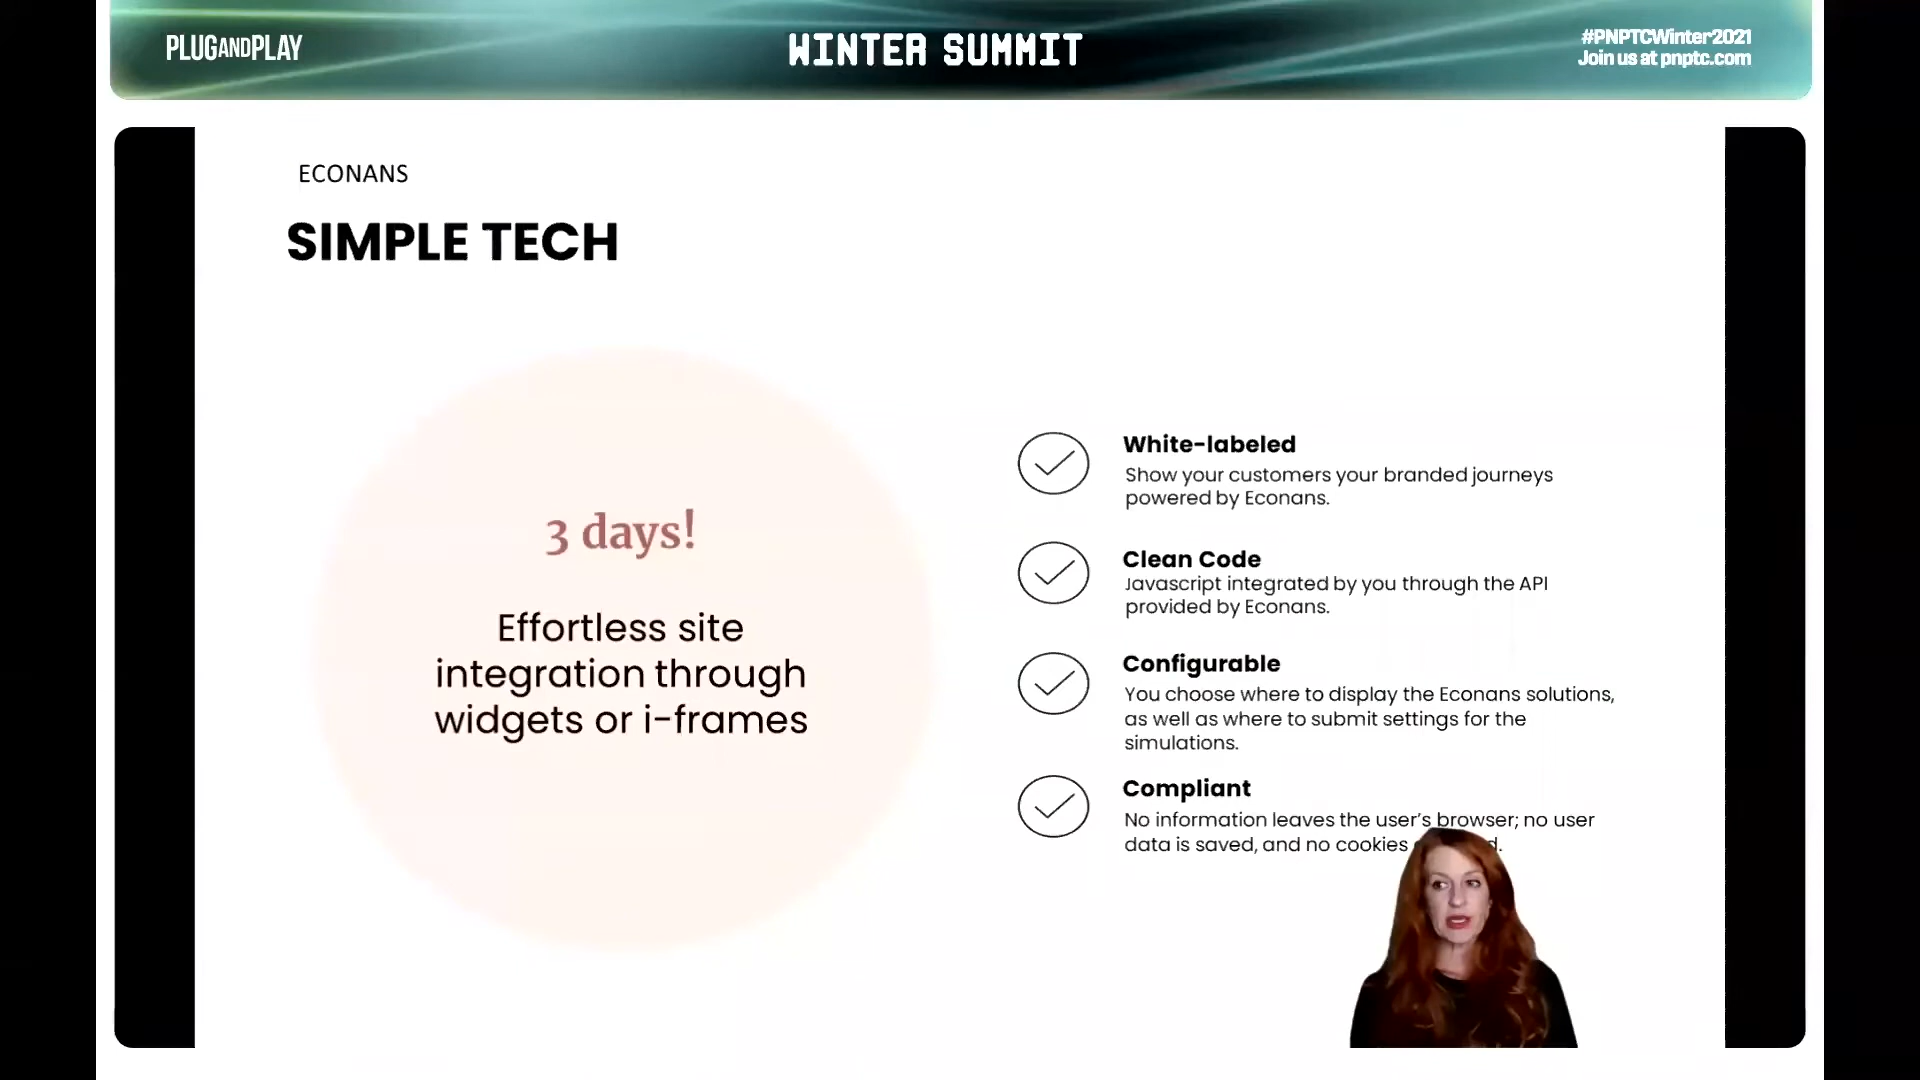 PLUGANDPLAY
WINTER SUMMIT
#PNPTCWinter2021
Join us at pnptc.com
ECONANS
SIMPLE TECH
3 days!
Effortless site
integration through
widgets or i-frames
White-labeled
Show your customers your branded journeys
powered by Econans.
Clean Code
Javascript integrated by you through the API
provided by Econans.
Configurable
You choose where to display the Econans solutions,
as well as where to submit settings for the
simulations.
Compliant
No information leaves the user's browser; no user
data is saved, and no cookies